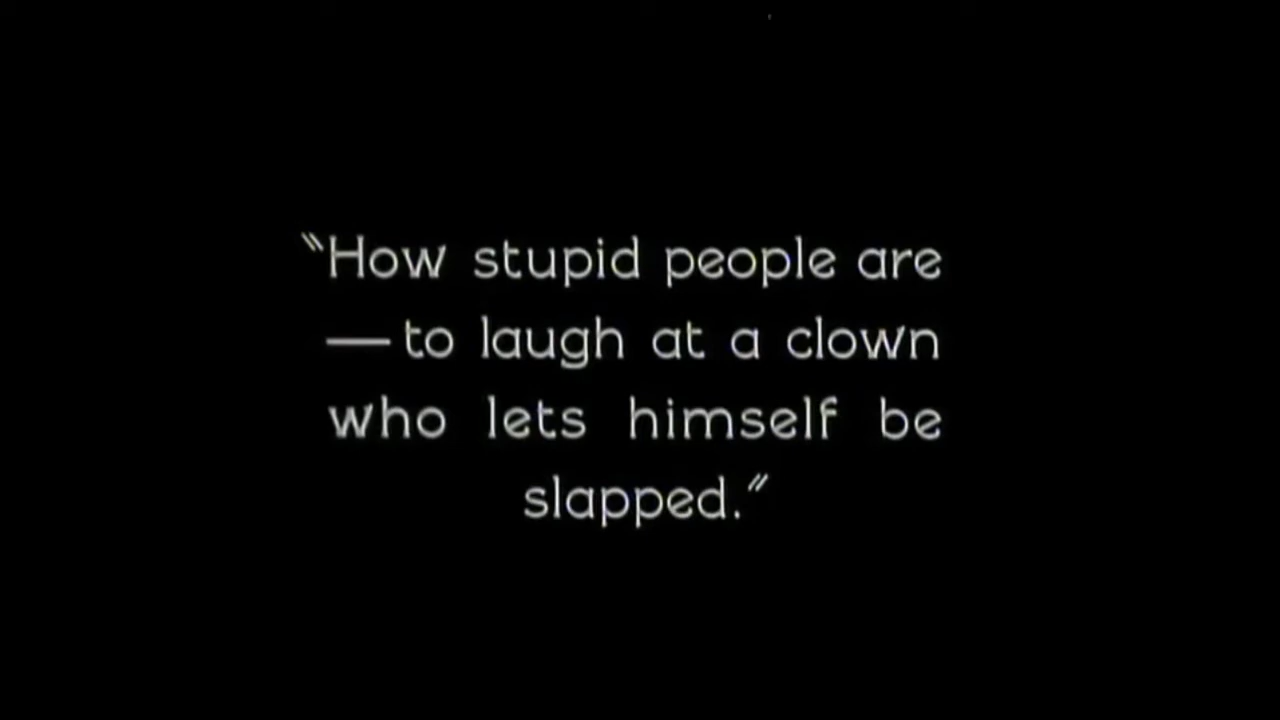 "How stupid people are
— to laugh at a clown
who lets himself be
slapped."